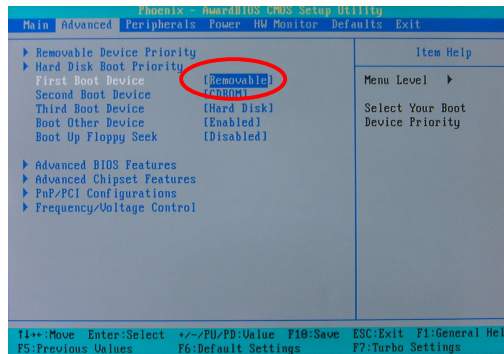 Phoenix - AwardBIOS CMOS Setup Utility
Main Advanced Peripherals Power HW Monitor Defaults Exit
Removable Device Priority
Hard Disk Boot Priority
First Boot Device [Removable]
Second Boot Device [CDROM]
Third Boot Device [Hard Disk]
Boot Other Device [Enabled]
Boot Up Floppy Seek [Disabled]
Advanced BIOS Features
Advanced Chipset Features
PnP/PCI Configurations
Frequency/Voltage Control
Item Help
Menu Level
Select Your Boot
Device Priority
↑↓→←:Move Enter:Select +/-/PU/PD:Value F10:Save ESC:Exit F1:General Hel
F5:Previous Values F6:Default Settings F7:Turbo Settings